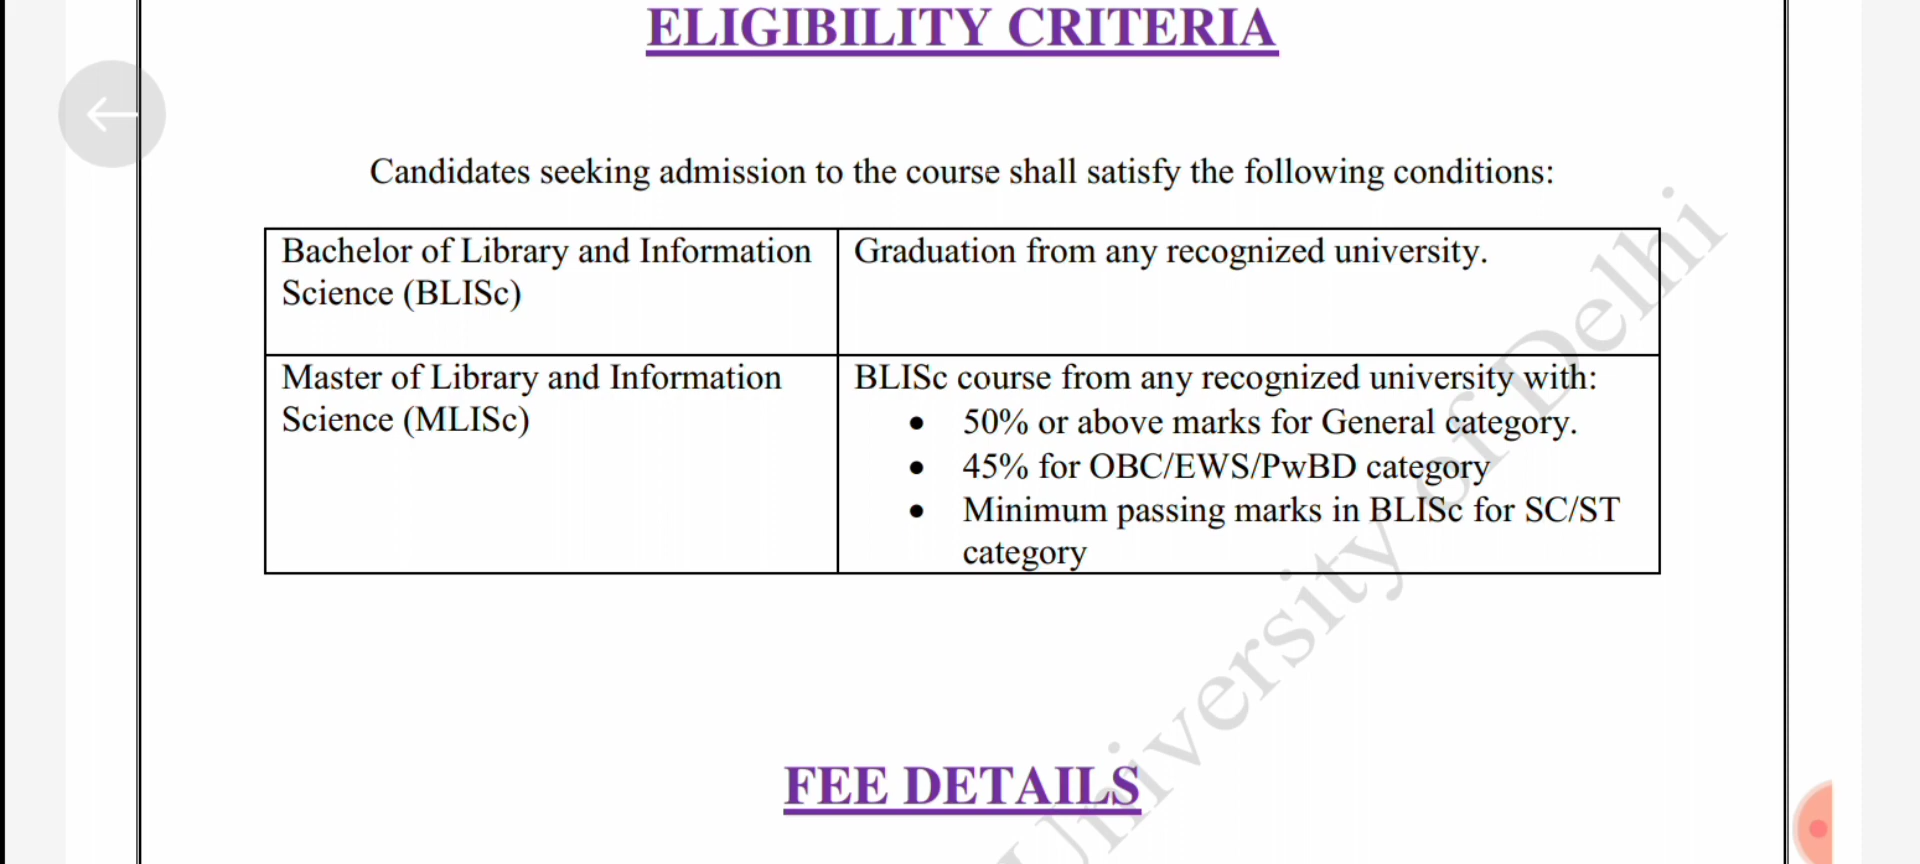 ELIGIBILITY CRITERIA
Candidates seeking admission to the course shall satisfy the following conditions:
Bachelor of Library and Information
Science (BLISc)
Graduation from any recognized university.
Master of Library and Information
Science (MLISc)
BLISc course from any recognized university with:
• 50% or above marks for General category.
• 45% for OBC/EWS/PwBD category
• Minimum passing marks in BLISc for SC/ST
category
FEE DETAILS
University of Delhi